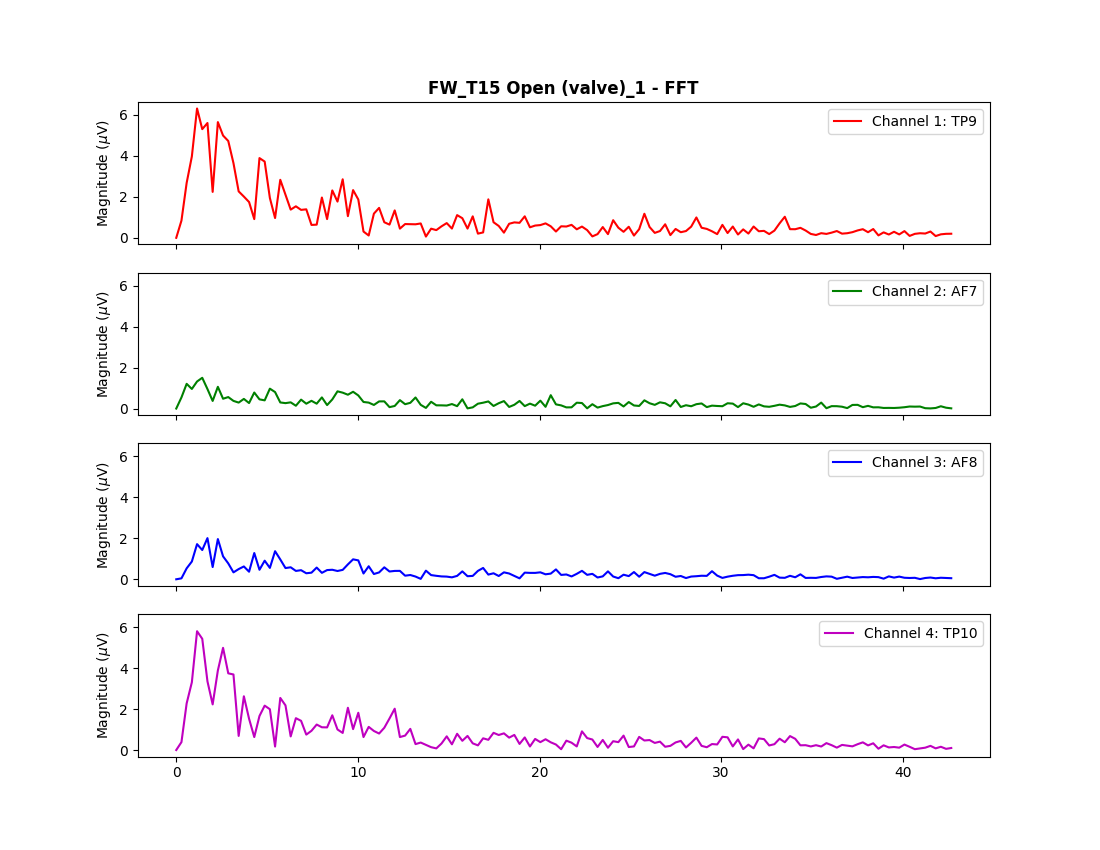 FW_T15 Open (valve)_1 - FFT
Magnitude (μV)
6
4
2
0
Channel 1: TP9
Magnitude (μV)
6
4
2
0
Channel 2: AF7
Magnitude (μV)
6
4
2
0
Channel 3: AF8
Magnitude (μV)
6
4
2
0
Channel 4: TP10
0 10 20 30 40